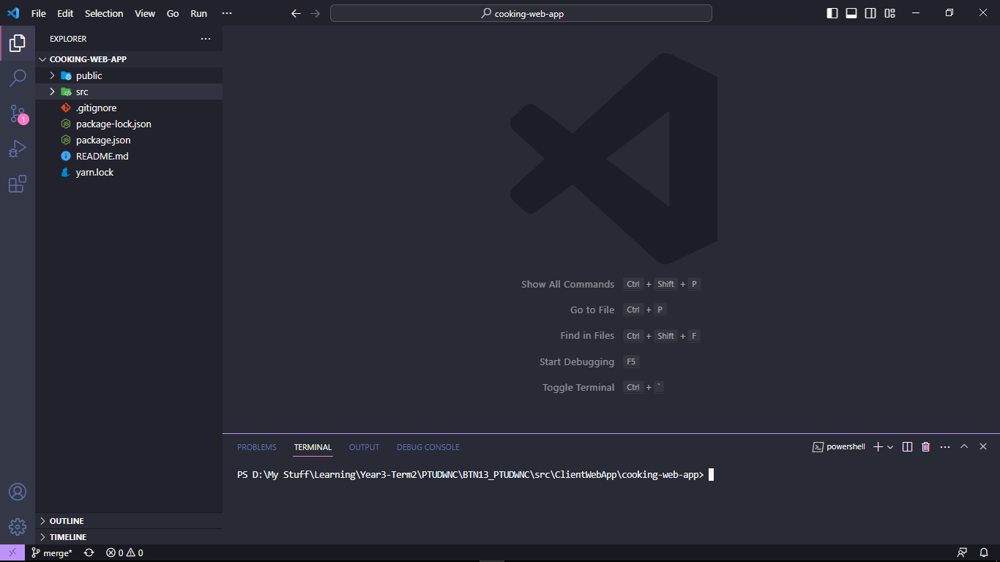 File Edit Selection View Go Run ···
cooking-web-app
EXPLORER ···
COOKING-WEB-APP
public
src
.gitignore
package-lock.json
package.json
README.md
yarn.lock
1
Show All Commands Ctrl + Shift + P
Go to File Ctrl + P
Find in Files Ctrl + Shift + F
Start Debugging F5
Toggle Terminal Ctrl + `
PROBLEMS TERMINAL OUTPUT DEBUG CONSOLE powershell
PS D:\My Stuff\Learning\Year3-Term2\PTUDWNC\BTN13_PTUDWNC\src\ClientWebApp\cooking-web-app>
OUTLINE
TIMELINE
merge* 0 0